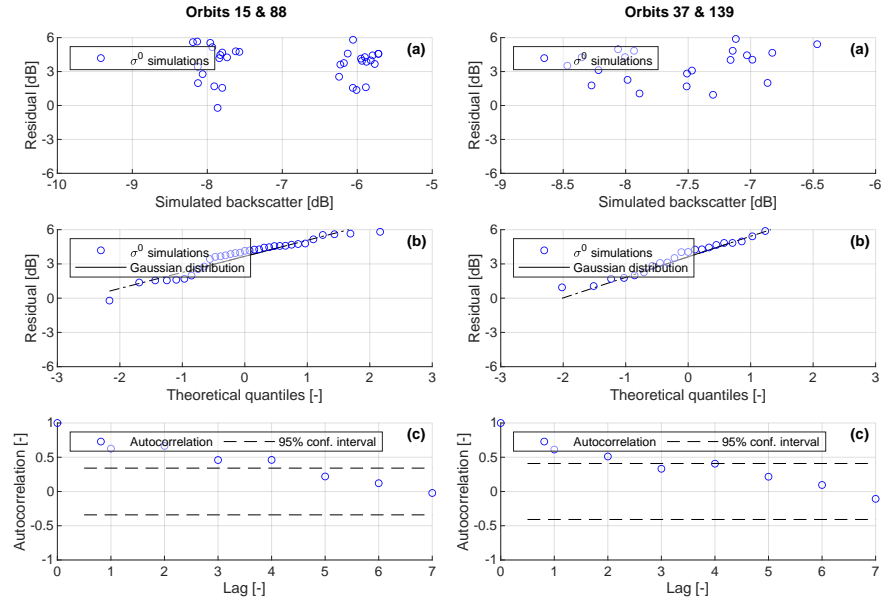 Orbits 15 & 88
6
3
0
-3
-6
Residual [dB]
σ0 simulations
(a)
-10
-9
-8
-7
-6
-5
Simulated backscatter [dB]
Orbits 37 & 139
6
3
0
-3
-6
Residual [dB]
σ0 simulations
(a)
-9
-8.5
-8
-7.5
-7
-6.5
-6
Simulated backscatter [dB]
6
3
0
-3
-6
Residual [dB]
σ0 simulations
Gaussian distribution
(b)
-3
-2
-1
0
1
2
3
Theoretical quantiles [-]
6
3
0
-3
-6
Residual [dB]
σ0 simulations
Gaussian distribution
(b)
-3
-2
-1
0
1
2
3
Theoretical quantiles [-]
1
0.5
0
-0.5
-1
Autocorrelation [-]
Autocorrelation
95% conf. interval
(c)
0
1
2
3
4
5
6
7
Lag [-]
1
0.5
0
-0.5
-1
Autocorrelation [-]
Autocorrelation
95% conf. interval
(c)
0
1
2
3
4
5
6
7
Lag [-]